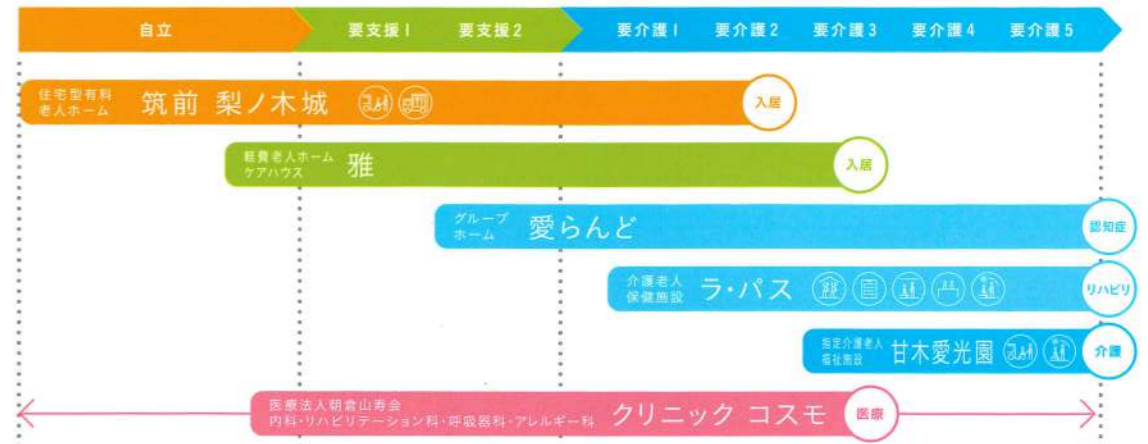 自立 要支援1 要支援2 要介護1 要介護2 要介護3 要介護4 要介護5
住宅型有料
老人ホーム
筑前 梨ノ木城
入居
軽費老人ホーム
ケアハウス
雅
入居
グループ
ホーム
愛らんど
認知症
介護老人
保健施設
ラ・パス
リハビリ
指定介護老人
福祉施設
甘木愛光園
介護
医療法人朝倉山寿会
内科・リハビリテーション科・呼吸器科・アレルギー科
クリニック コスモ
医療